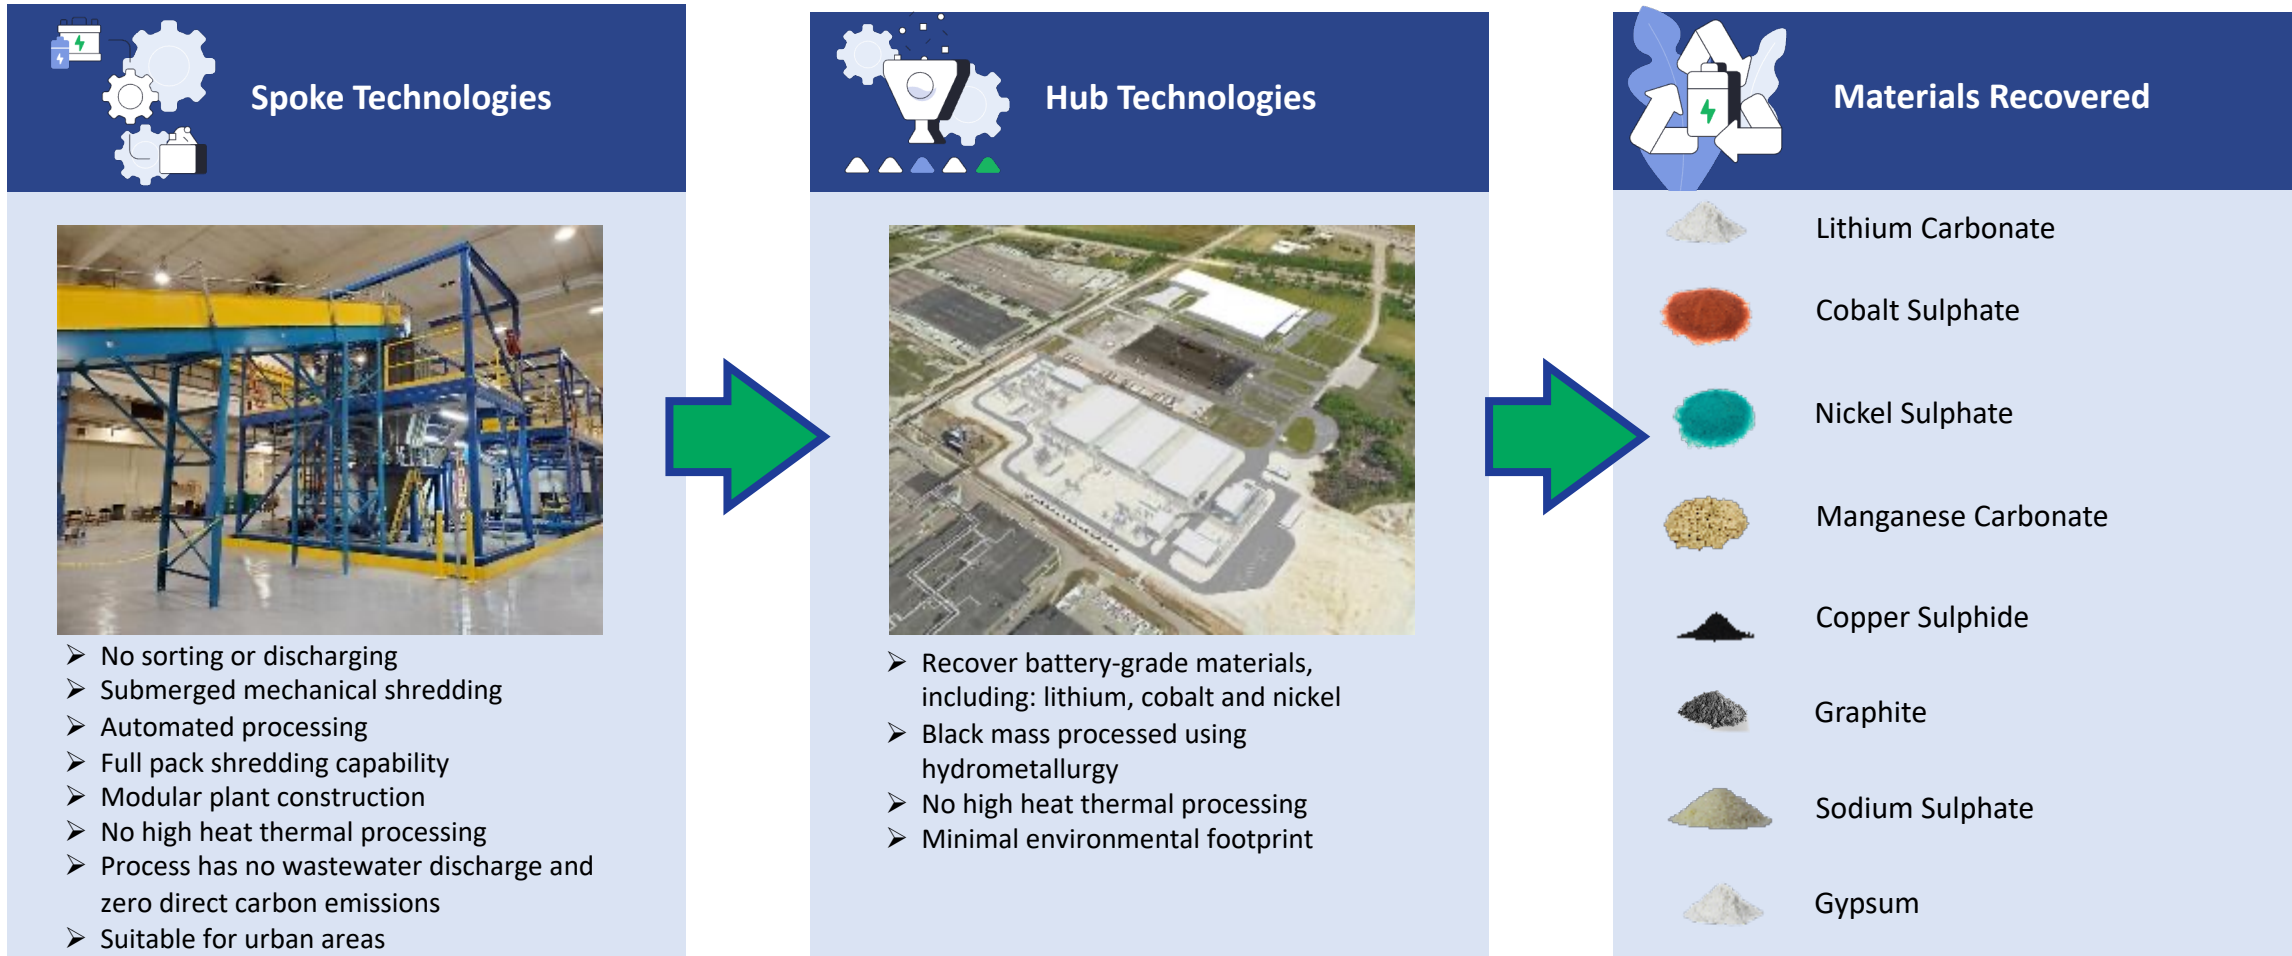 Spoke Technologies
➢ No sorting or discharging
➢ Submerged mechanical shredding
➢ Automated processing
➢ Full pack shredding capability
➢ Modular plant construction
➢ No high heat thermal processing
➢ Process has no wastewater discharge and
zero direct carbon emissions
➢ Suitable for urban areas
Hub Technologies
➢ Recover battery-grade materials,
including: lithium, cobalt and nickel
➢ Black mass processed using
hydrometallurgy
➢ No high heat thermal processing
➢ Minimal environmental footprint
Materials Recovered
Lithium Carbonate
Cobalt Sulphate
Nickel Sulphate
Manganese Carbonate
Copper Sulphide
Graphite
Sodium Sulphate
Gypsum